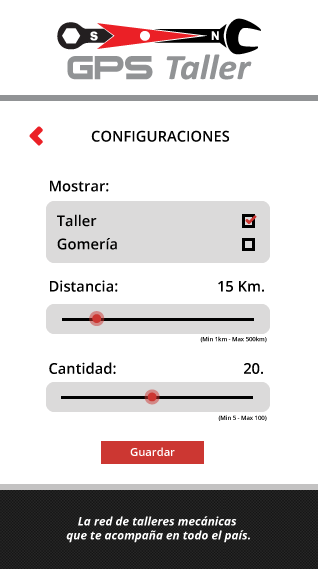 S N
GPS Taller
CONFIGURACIONES
Mostrar:
Taller
Gomería
Distancia: 15 Km.
(Min 1km - Max 500km)
Cantidad: 20.
(Min 5 - Max 100)
Guardar
La red de talleres mecánicas
que te acompaña en todo el país.